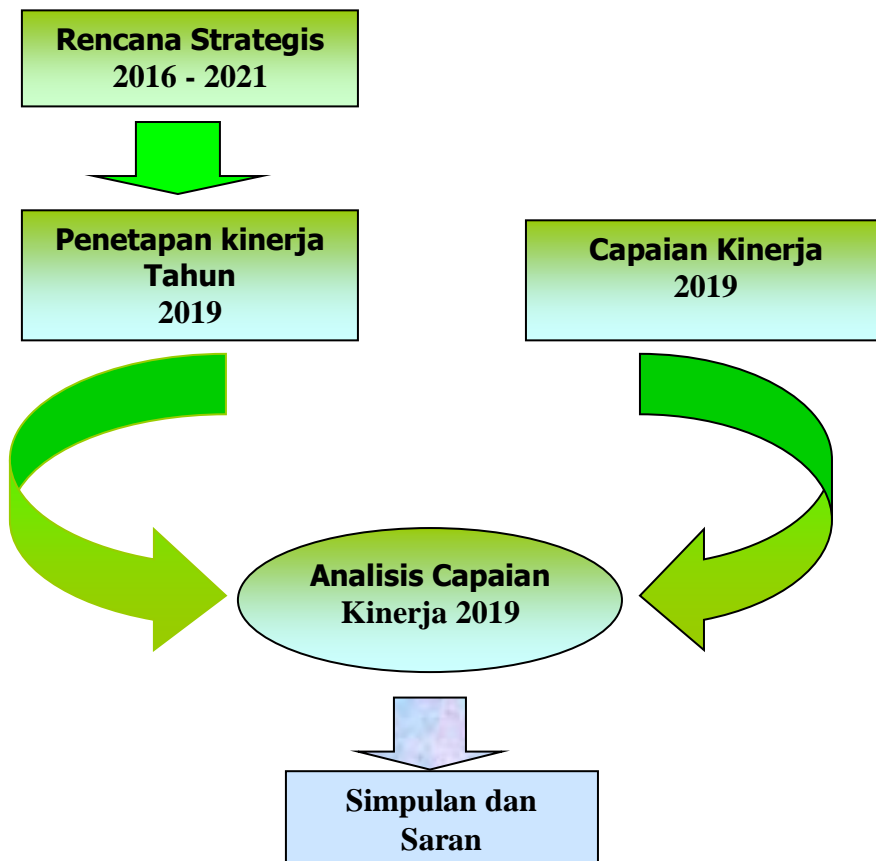 Rencana Strategis
2016 - 2021
Penetapan kinerja
Tahun
2019
Capaian Kinerja
2019
Analisis Capaian
Kinerja 2019
Simpulan dan
Saran